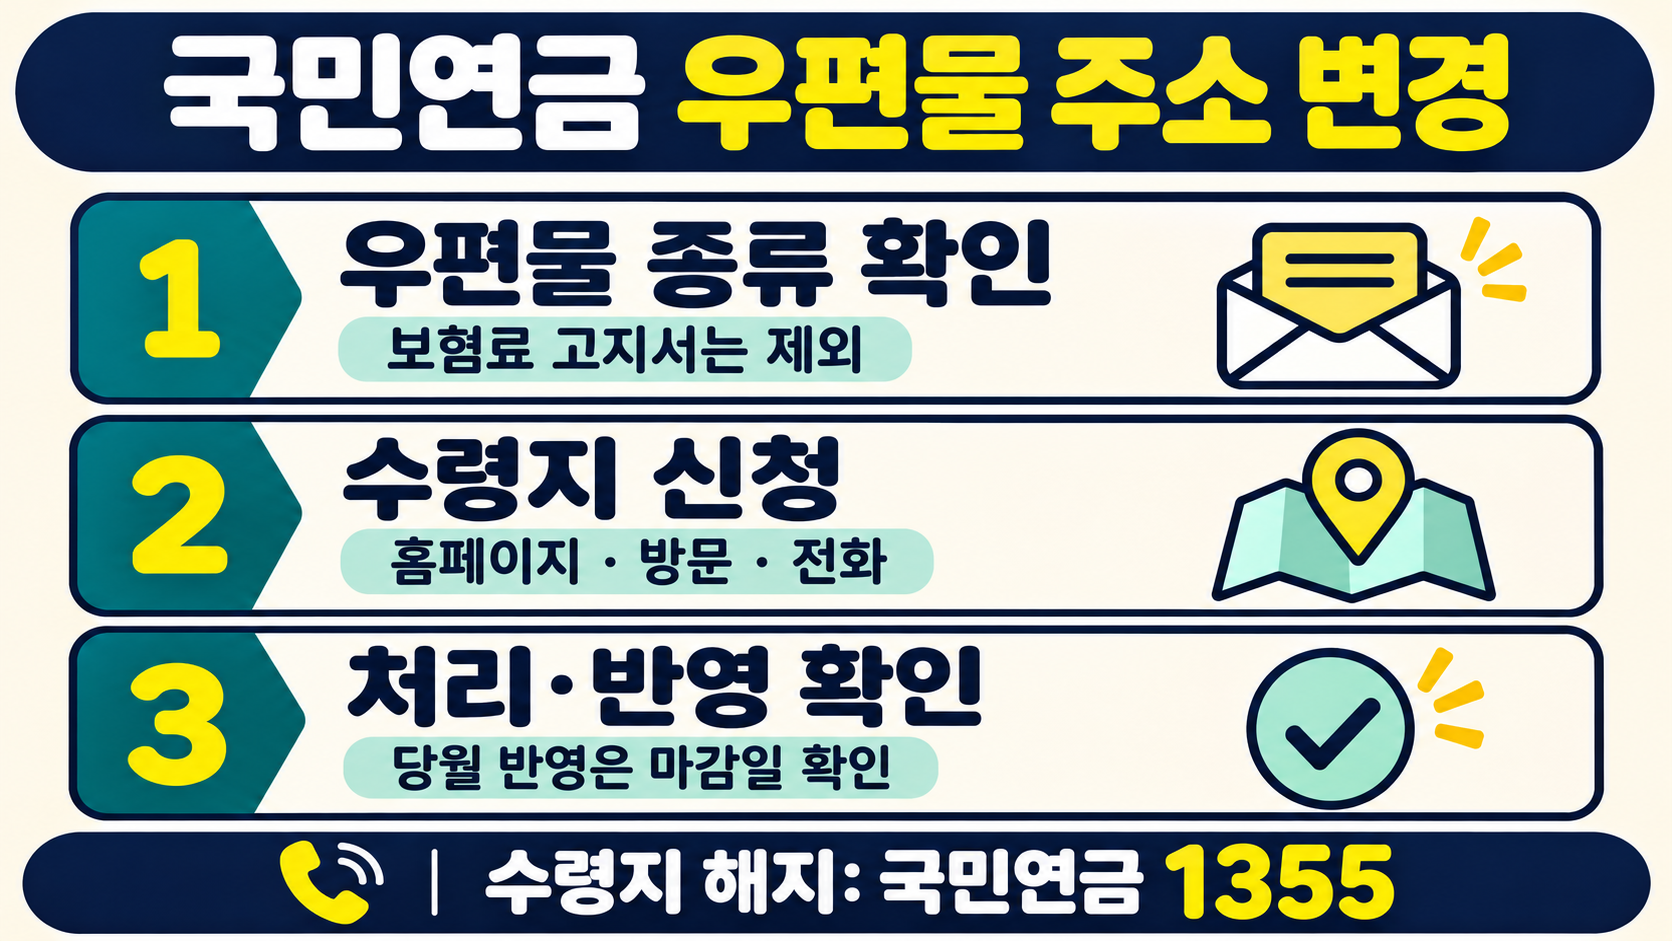 국민연금 우편물 주소 변경
1
우편물 종류 확인
보험료 고지서는 제외
2
수령지 신청
홈페이지 · 방문 · 전화
3
처리·반영 확인
당월 반영은 마감일 확인
수령지 해지: 국민연금 1355